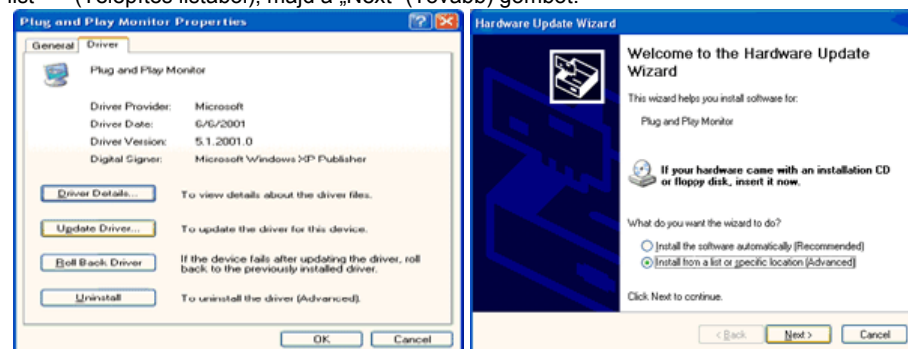 (Telepítés listából), majd a „Next” (Tovább) gombot.
Plug and Play Monitor Properties
General Driver
Plug and Play Monitor
Driver Provider: Microsoft
Driver Date: 6/6/2001
Driver Version: 5.1.2001.0
Digital Signer: Microsoft Windows XP Publisher
Driver Details... To view details about the driver files.
Update Driver... To update the driver for this device.
Roll Back Driver If the device fails after updating the driver, roll
back to the previously installed driver.
Uninstall To uninstall the driver (Advanced).
OK Cancel
Hardware Update Wizard
Welcome to the Hardware Update
Wizard
This wizard helps you install software for:
Plug and Play Monitor
If your hardware came with an installation CD
or floppy disk, insert it now.
What do you want the wizard to do?
Install the software automatically (Recommended)
Install from a list or specific location (Advanced)
Click Next to continue.
< Back Next > Cancel